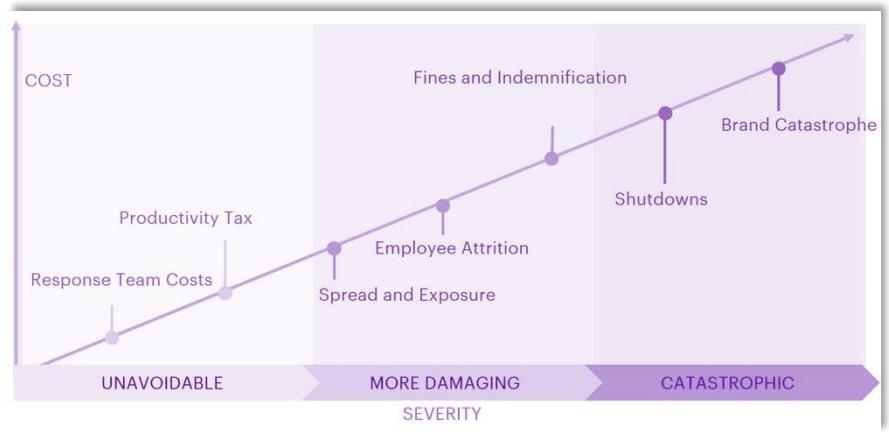 COST
Fines and Indemnification
Brand Catastrophe
Shutdowns
Productivity Tax
Employee Attrition
Response Team Costs
Spread and Exposure
UNAVOIDABLE
MORE DAMAGING
CATASTROPHIC
SEVERITY